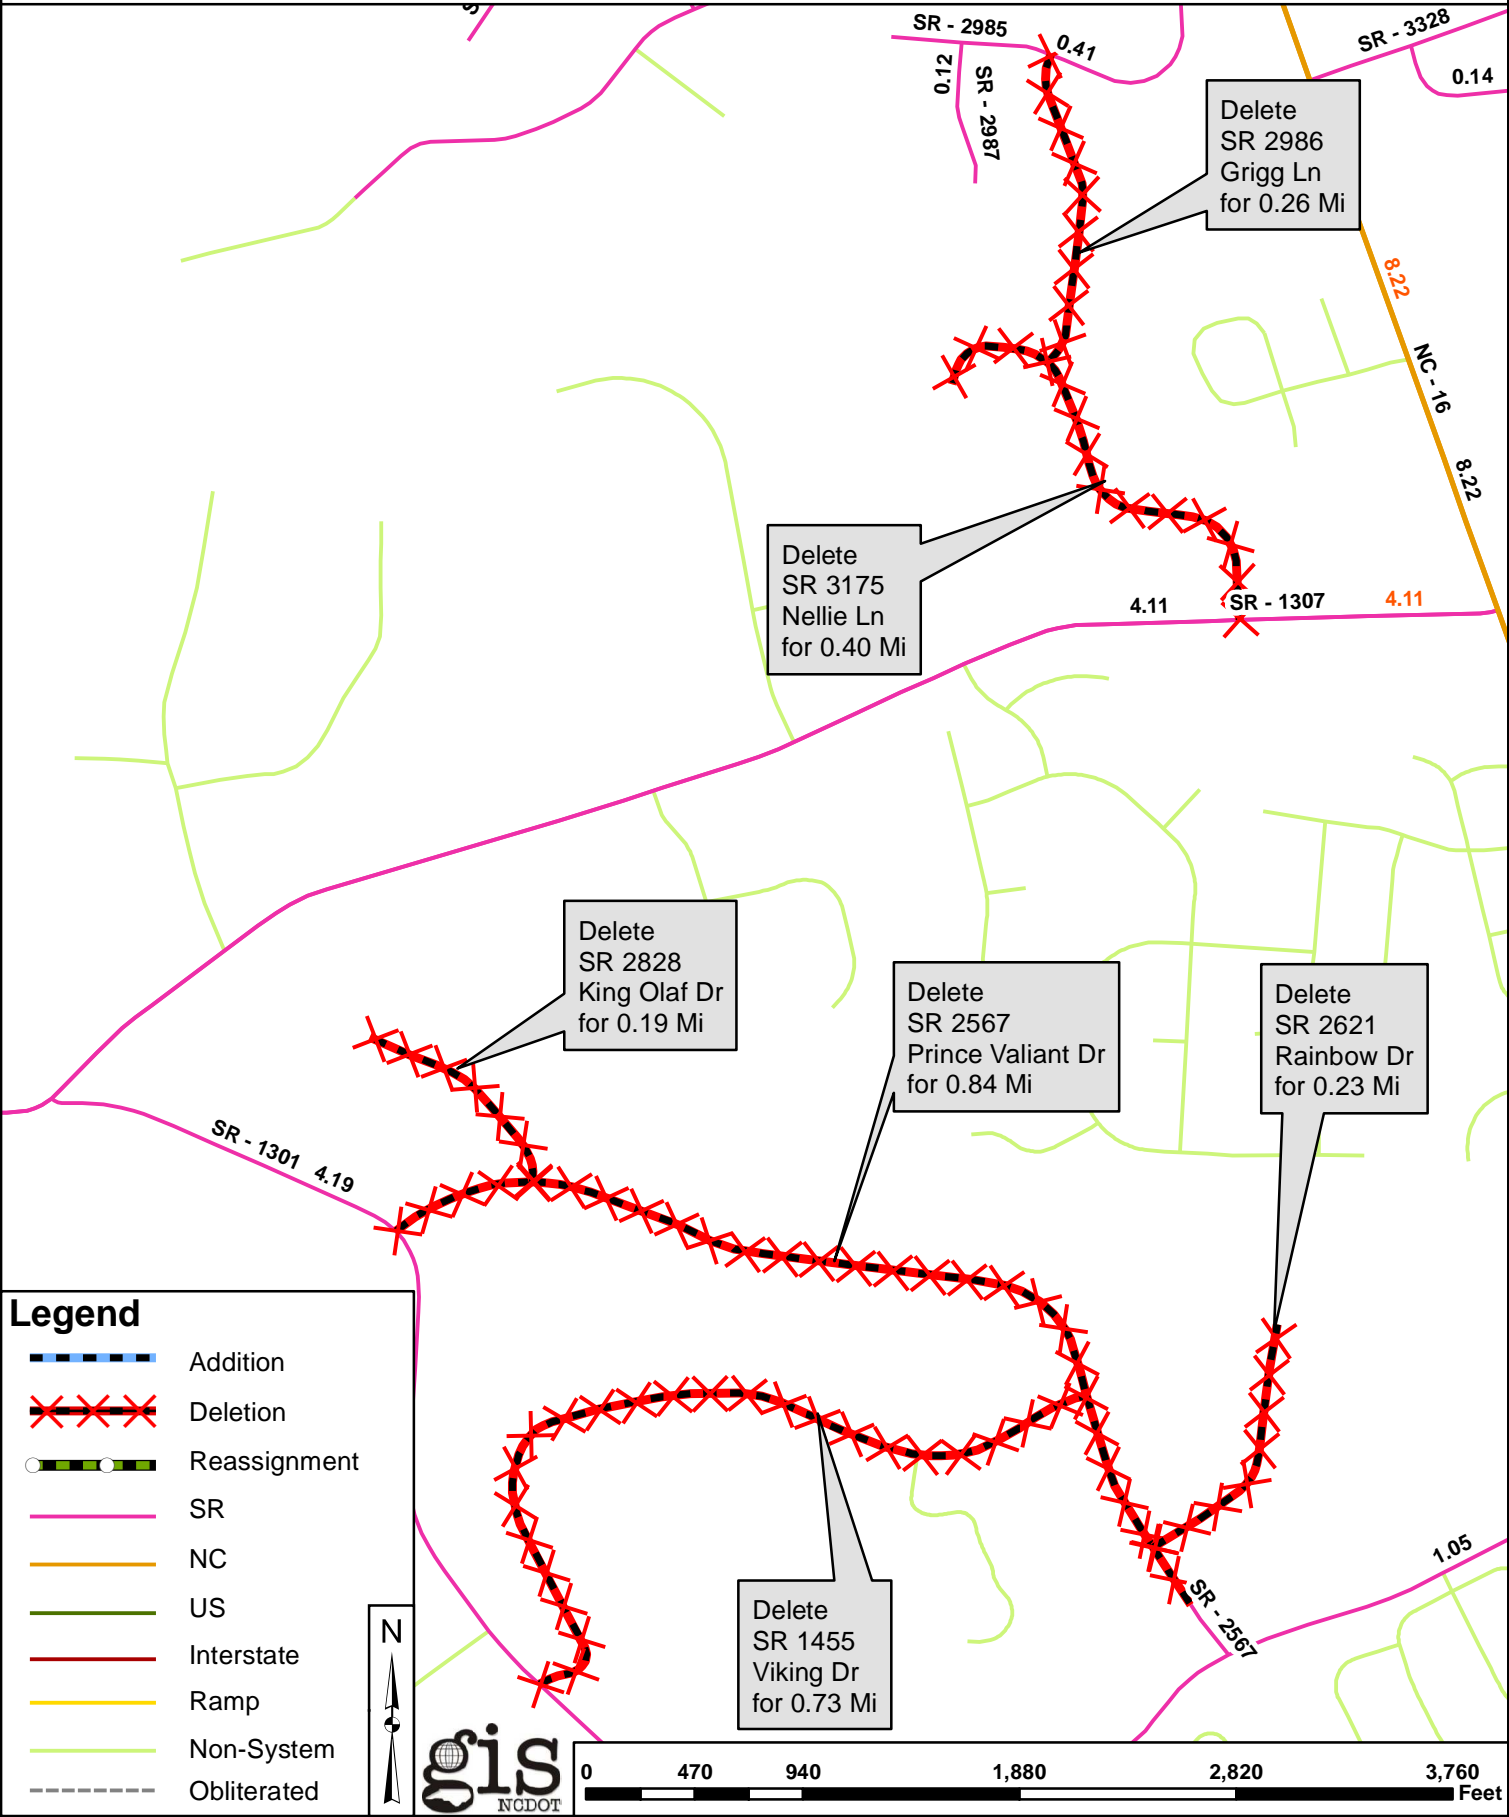 S
SR - 2985
0.41
0.12
SR - 2987
SR - 3328
0.14
Delete
SR 2986
Grigg Ln
for 0.26 Mi
8.22
NC - 16
8.22
Delete
SR 3175
Nellie Ln
for 0.40 Mi
4.11
SR - 1307
4.11
Delete
SR 2828
King Olaf Dr
for 0.19 Mi
Delete
SR 2567
Prince Valiant Dr
for 0.84 Mi
Delete
SR 2621
Rainbow Dr
for 0.23 Mi
SR - 1301 4.19
Delete
SR 1455
Viking Dr
for 0.73 Mi
SR - 2567
1.05
Legend
Addition
Deletion
Reassignment
SR
NC
US
Interstate
Ramp
Non-System
Obliterated
N
gis
NCDOT
0 470 940 1,880 2,820 3,760
Feet